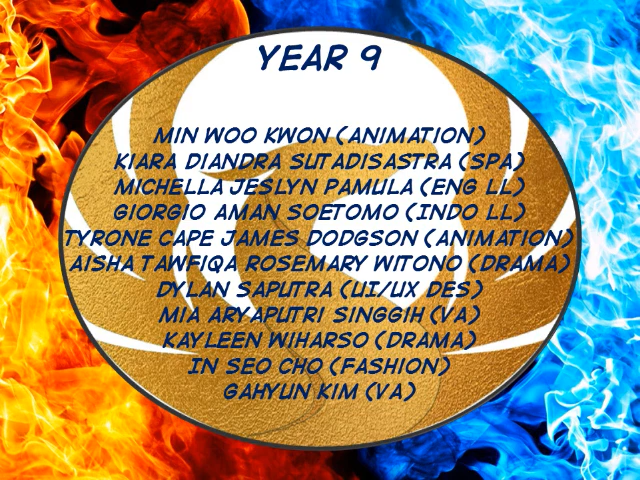 YEAR 9
MIN WOO KWON (ANIMATION)
KIARA DIANDRA SUTADISASTRA (SPA)
MICHELLA JESLYN PAMULA (ENG LL)
GIORGIO AMAN SOETOMO (INDO LL)
TYRONE CAPE JAMES DODGSON (ANIMATION)
AISHA TAWFIQA ROSEMARY WITONO (DRAMA)
DYLAN SAPUTRA (UI/UX DES)
MIA ARYAPUTRI SINGGIH (VA)
KAYLEEN WIHARSO (DRAMA)
IN SEO CHO (FASHION)
GAHYUN KIM (VA)